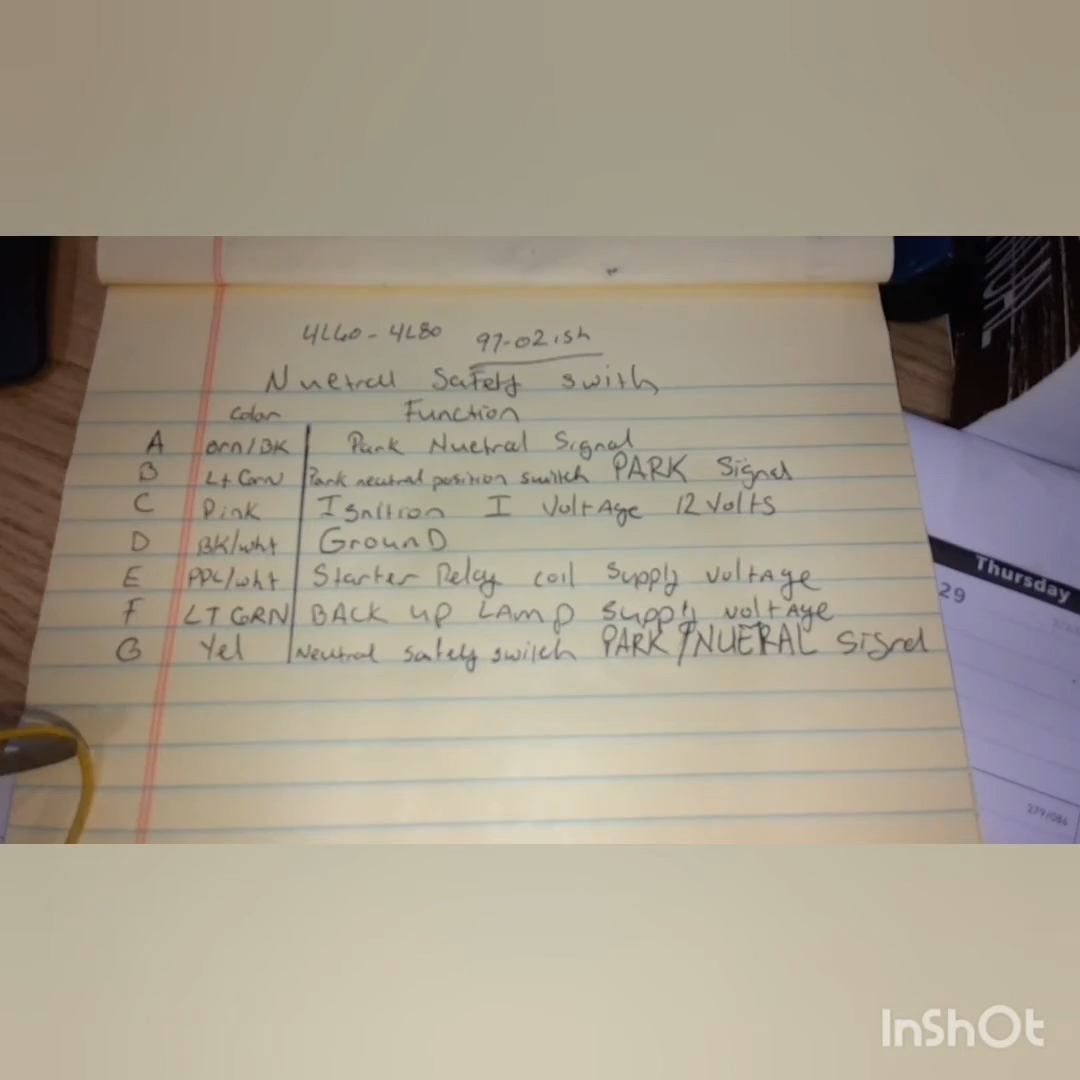 4L60 - 4L80 97-02ish
Nuetral Safety swith
Color Function
A Orn/BK Park Nuetral Signal
B Lt Grn Park neutral position switch PARK Signal
C Pink Ignition I Voltage 12 Volts
D BK/wht GrounD
E PPL/wht Starter Relay coil supply voltage
F LT GRN BACK up LAmp supply voltAge
G Yel Neutral safety switch PARK/NUERAL signal
Thursday
29
279/086
InShOt